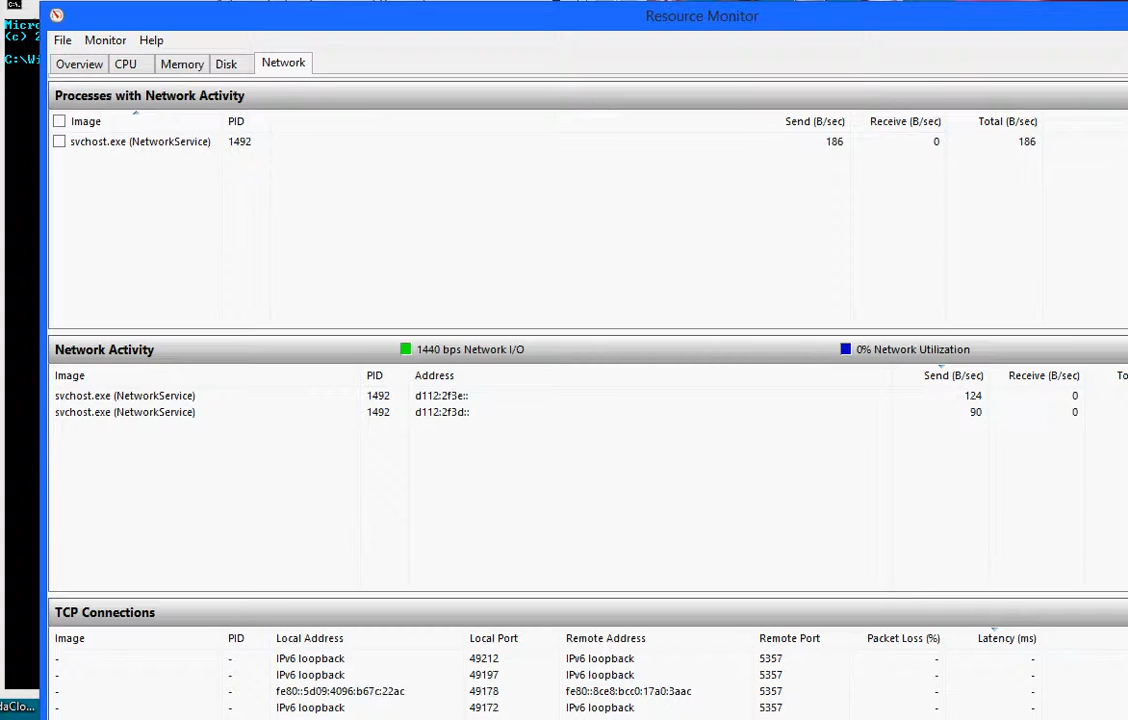 Resource Monitor
Micro
(c) 2
C:\Wi
File Monitor Help
Overview CPU Memory Disk Network
Processes with Network Activity
Image PID Send (B/sec) Receive (B/sec) Total (B/sec)
svchost.exe (NetworkService) 1492 186 0 186
Network Activity 1440 bps Network I/O 0% Network Utilization
Image PID Address Send (B/sec) Receive (B/sec) To
svchost.exe (NetworkService) 1492 d112:2f3e:: 124 0
svchost.exe (NetworkService) 1492 d112:2f3d:: 90 0
TCP Connections
Image PID Local Address Local Port Remote Address Remote Port Packet Loss (%) Latency (ms)
- - IPv6 loopback 49212 IPv6 loopback 5357 - -
- - IPv6 loopback 49197 IPv6 loopback 5357 - -
- - fe80::5d09:4096:b67c:22ac 49178 fe80::8ce8:bcc0:17a0:3aac 5357 - -
- - IPv6 loopback 49172 IPv6 loopback 5357 - -
daClo...